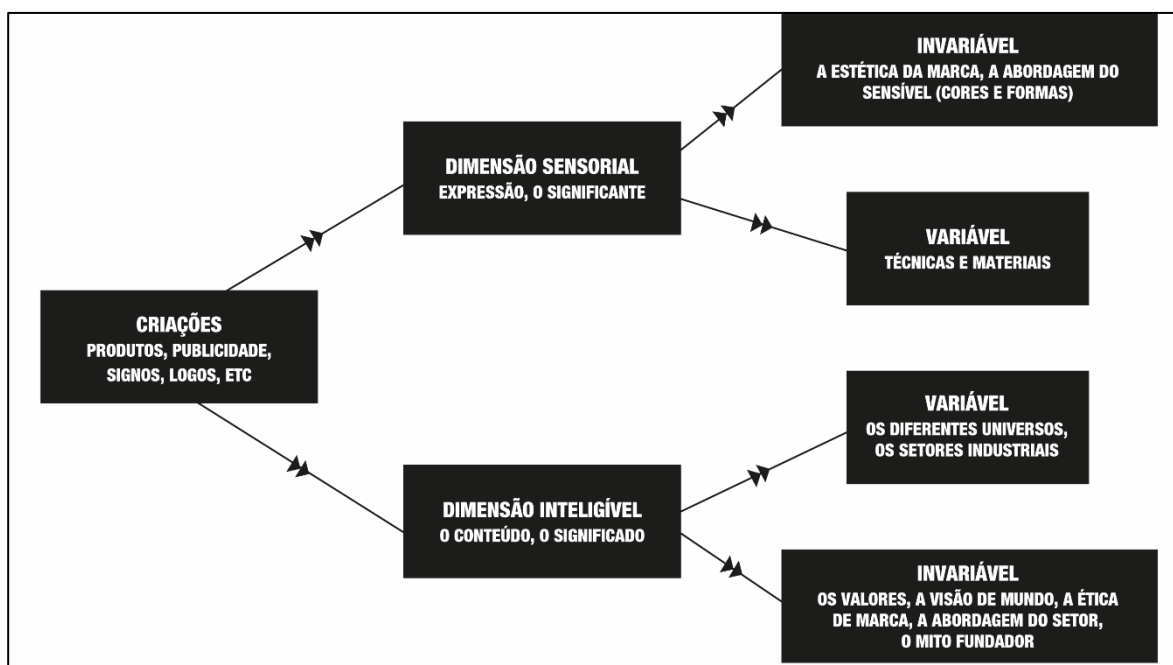 INVARIÁVEL
A ESTÉTICA DA MARCA, A ABORDAGEM DO
SENSÍVEL (CORES E FORMAS)
DIMENSÃO SENSORIAL
EXPRESSÃO, O SIGNIFICANTE
VARIÁVEL
TÉCNICAS E MATERIAIS
CRIAÇÕES
PRODUTOS, PUBLICIDADE,
SIGNOS, LOGOS, ETC
VARIÁVEL
OS DIFERENTES UNIVERSOS,
OS SETORES INDUSTRIAIS
DIMENSÃO INTELIGÍVEL
O CONTEÚDO, O SIGNIFICADO
INVARIÁVEL
OS VALORES, A VISÃO DE MUNDO, A ÉTICA
DE MARCA, A ABORDAGEM DO SETOR,
O MITO FUNDADOR